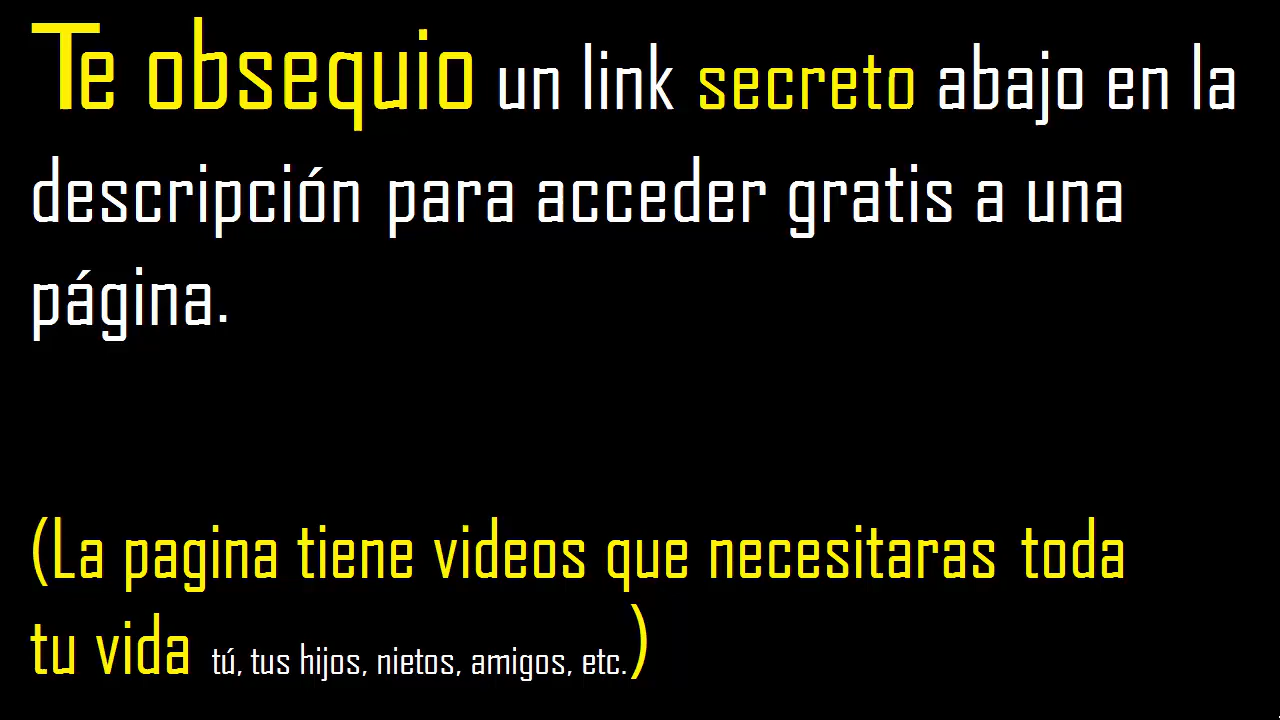 Te obsequio un link secreto abajo en la
descripción para acceder gratis a una
página.
(La pagina tiene videos que necesitaras toda
tu vida tú, tus hijos, nietos, amigos, etc.)